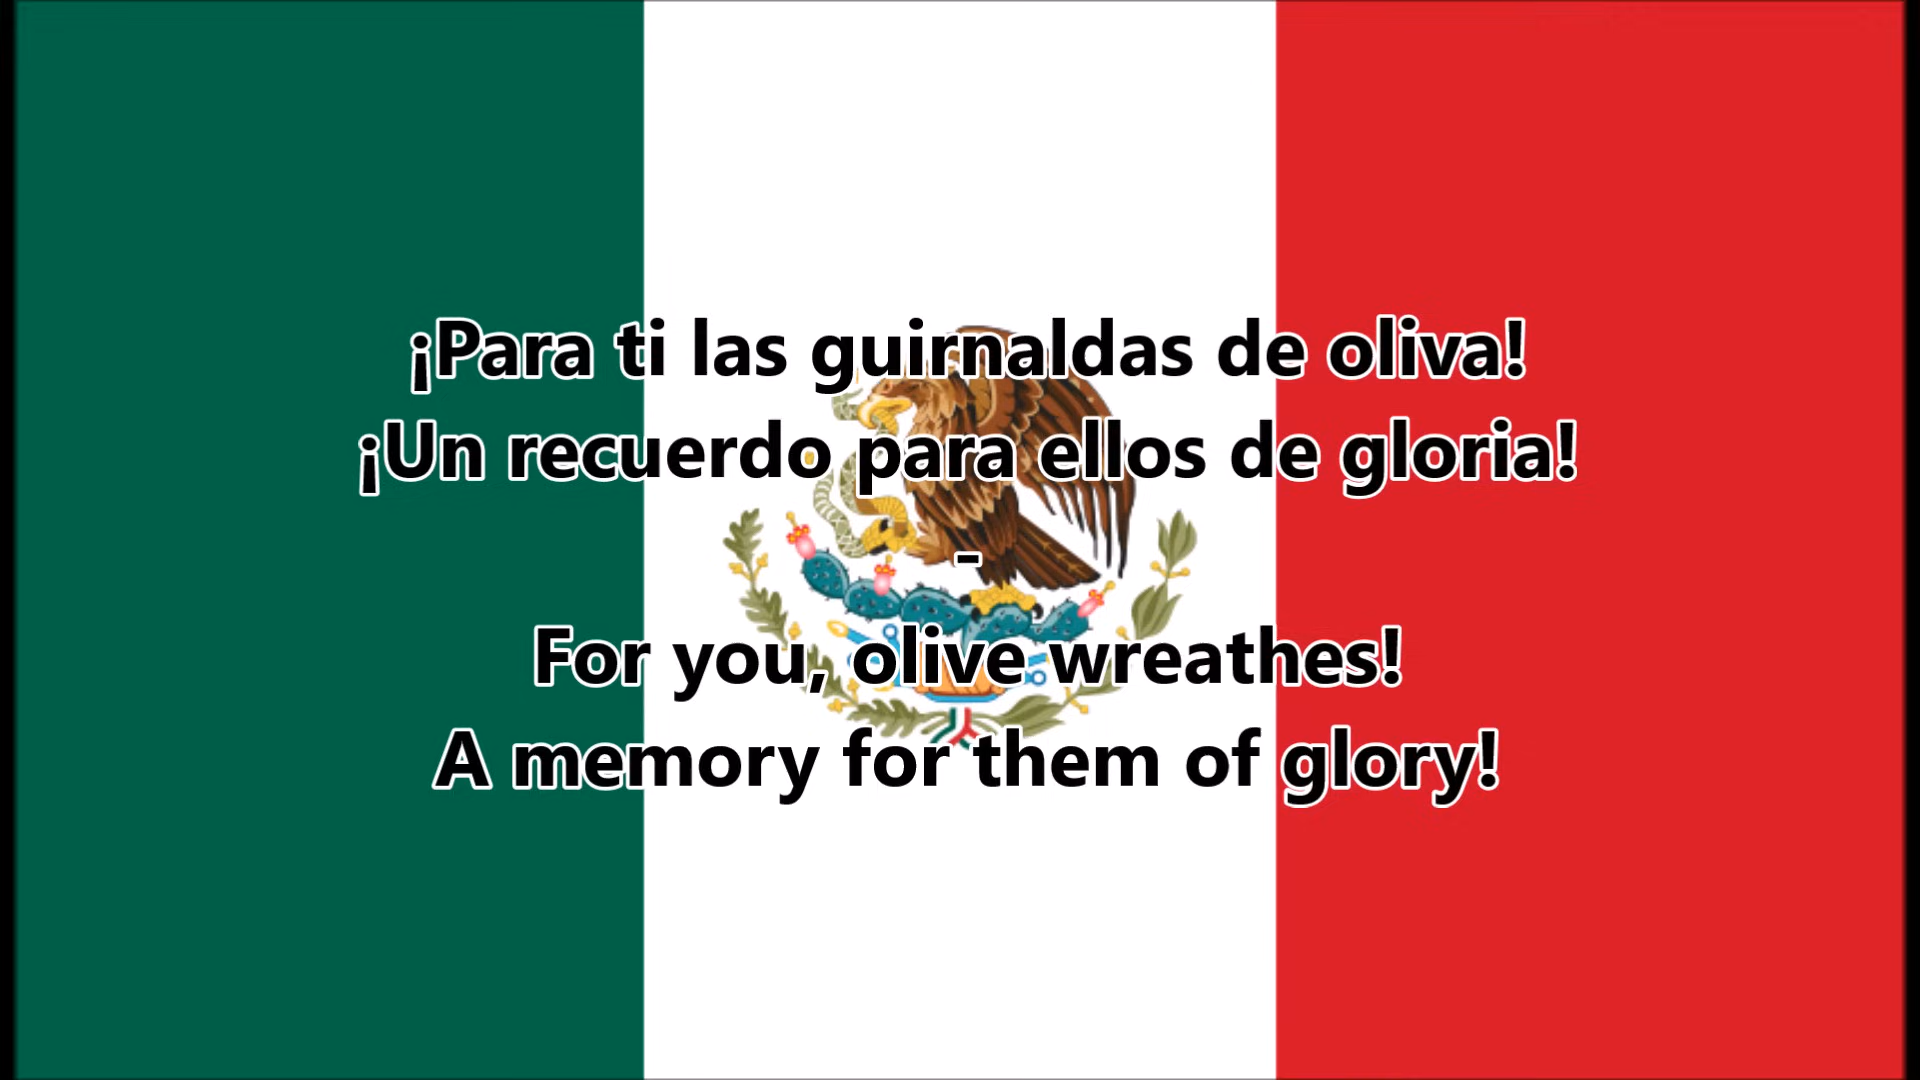 ¡Para ti las guirnaldas de oliva!
¡Un recuerdo para ellos de gloria!
-
For you, olive wreathes!
A memory for them of glory!